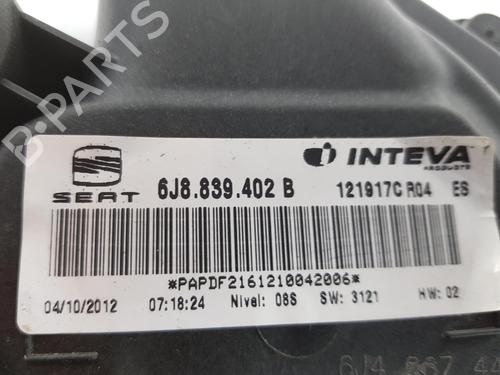 SEAT
6J8.839.402 B
INTEVA
PRODUCTS
121917C R04 ES
*PAPDF2161210042006*
04/10/2012 07:18:24 Nivel: 08S SW: 3121 HW: 02
B-PARTS